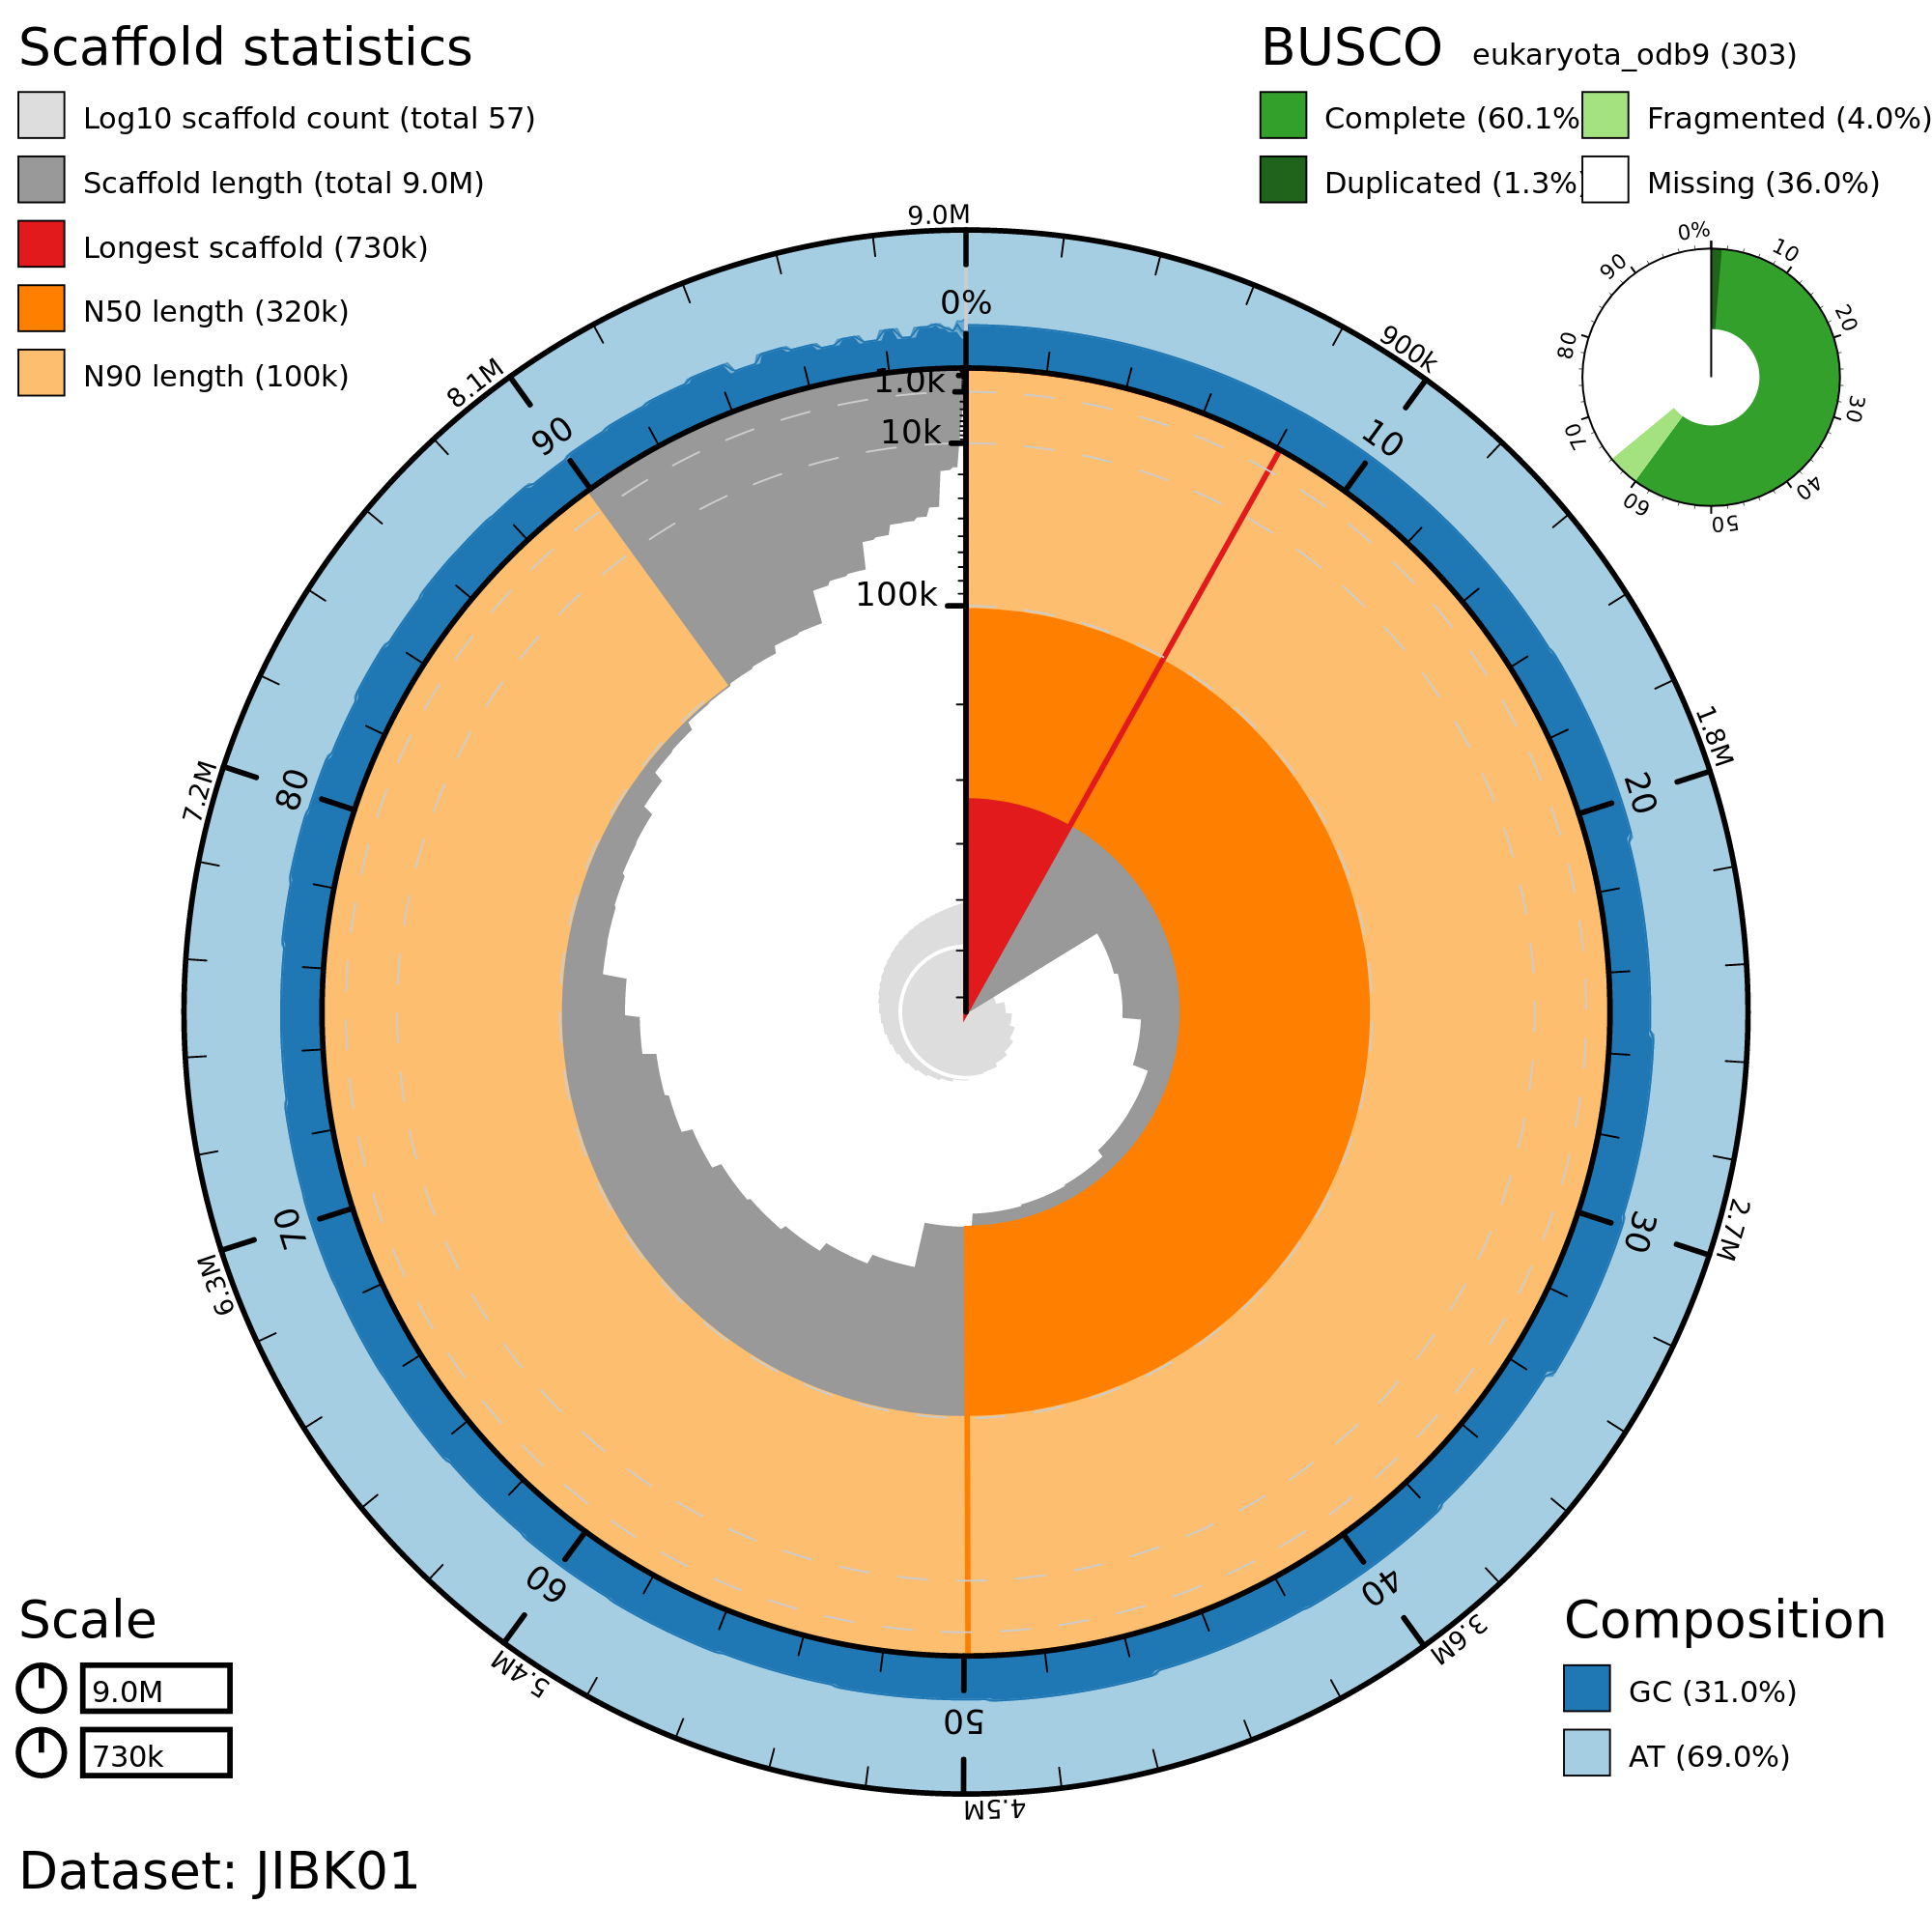 Scaffold statistics
Log10 scaffold count (total 57)
Scaffold length (total 9.0M)
Longest scaffold (730k)
N50 length (320k)
N90 length (100k)
BUSCO eukaryota_odb9 (303)
Complete (60.1% Fragmented (4.0%)
Duplicated (1.3%) Missing (36.0%)
0%
10
20
30
40
50
60
70
80
90
9.0M
900k
1.8M
2.7M
3.6M
4.5M
5.4M
6.3M
7.2M
8.1M
0%
10
20
30
40
50
60
70
80
90
1.0k
10k
100k
Scale
9.0M
730k
Composition
GC (31.0%)
AT (69.0%)
Dataset: JIBK01